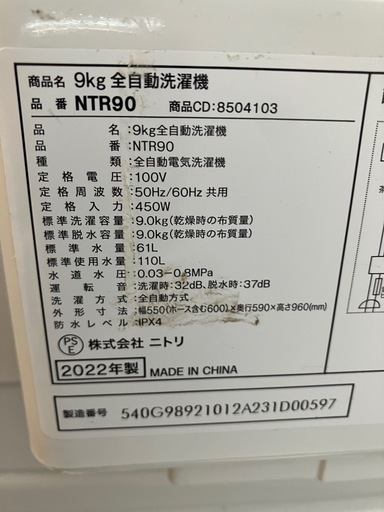 商品名 9kg 全自動洗濯機
品番 NTR90 商品CD:8504103
品名:9kg全自動洗濯機
品番:NTR90
種類:全自動電気洗濯機
定格電圧:100V
定格周波数:50Hz/60Hz 共用
定格入力:450W
標準洗濯容量:9.0kg(乾燥時の布質量)
標準脱水容量:9.0kg(乾燥時の布質量)
標準水量:61L
標準使用水量:110L
水道水圧:0.03-0.8MPa
運転音:洗濯時:32dB、脱水時:37dB
洗濯方式:全自動方式
外形寸法:幅550(ホース含む600)×奥行590×高さ960(mm)
防水レベル:IPX4
PSE 株式会社 ニトリ
2022年製 MADE IN CHINA
製造番号 540G98921012A231D00597